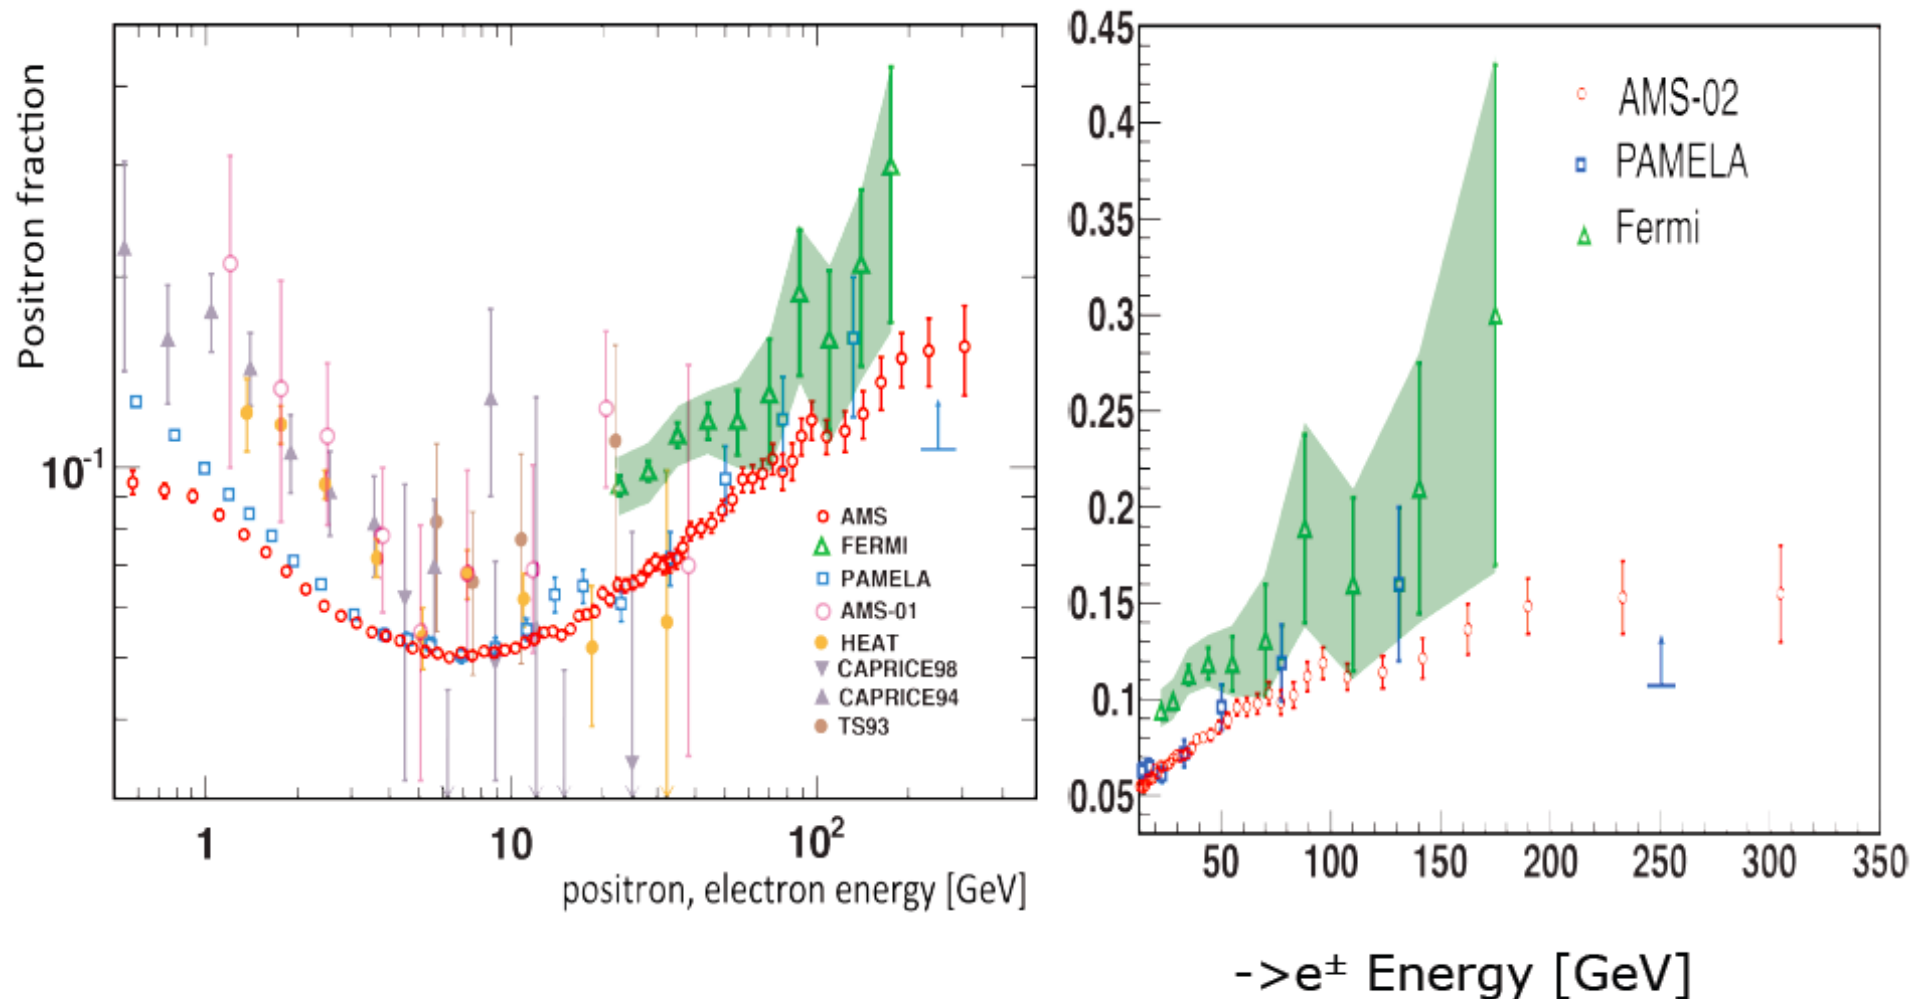 Positron fraction
10-1
AMS
FERMI
PAMELA
AMS-01
HEAT
CAPRICE98
CAPRICE94
TS93
1
10
10²
positron, electron energy [GeV]
0.45
0.4
0.35
0.3
0.25
0.2
0.15
0.1
0.05
AMS-02
PAMELA
Fermi
50 100 150 200 250 300 350
->e± Energy [GeV]